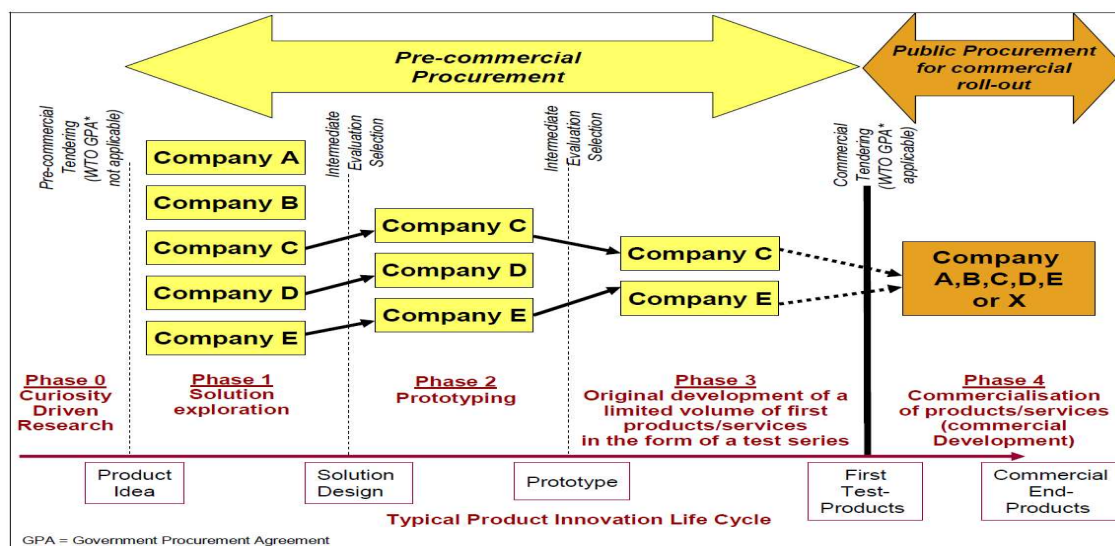 Pre-commercial
Procurement
Public Procurement
for commercial
roll-out
Pre-commercial
Tendering
(WTO GPA*
not applicable)
Intermediate
Evaluation
Selection
Intermediate
Evaluation
Selection
Commercial
Tendering
(WTO GPA*
applicable)
Company A
Company B
Company C
Company D
Company E
Company C
Company D
Company E
Company C
Company E
Company
A,B,C,D,E
or X
Phase 0
Curiosity
Driven
Research
Phase 1
Solution
exploration
Phase 2
Prototyping
Phase 3
Original development of a
limited volume of first
products/services
in the form of a test series
Phase 4
Commercialisation
of products/services
(commercial
Development)
Product
Idea
Solution
Design
Prototype
First
Test-
Products
Commercial
End-
Products
Typical Product Innovation Life Cycle
GPA = Government Procurement Agreement